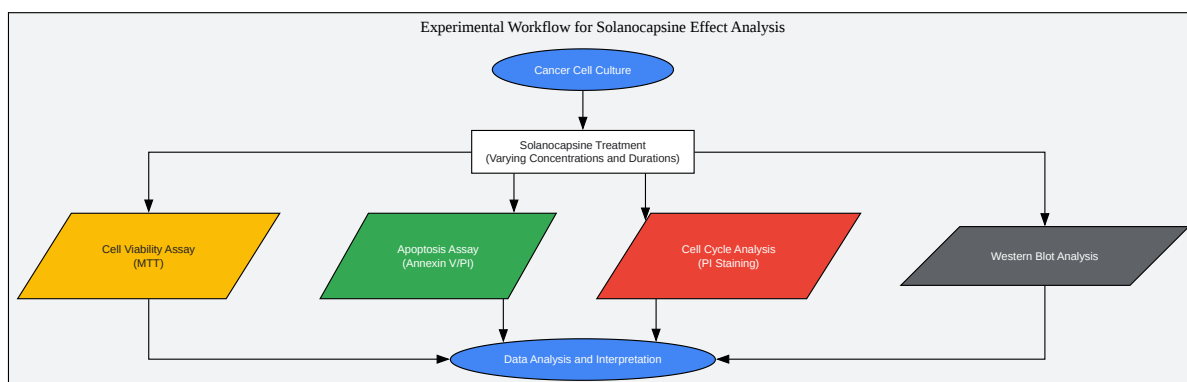 Experimental Workflow for Solanocapsine Effect Analysis
Cancer Cell Culture
Solanocapsine Treatment
(Varying Concentrations and Durations)
Cell Viability Assay
(MTT)
Apoptosis Assay
(Annexin V/PI)
Cell Cycle Analysis
(PI Staining)
Western Blot Analysis
Data Analysis and Interpretation